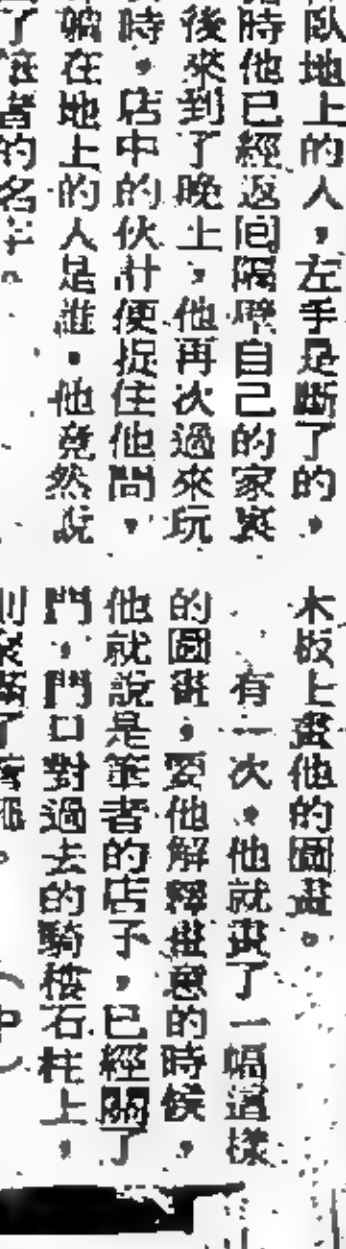 臥地上的人,左手是斷了的,
時他已經返回隔壁自己的家裏
後來到了晚上,他再次過來玩
時,店中的伙計便捉住他問,
躺在地上的人是誰,他竟然說
了 者的名字。
木板上畫他的圖畫。
有一次,他就畫了一幅這樣
的圖畫,要他解釋 意的時候,
他就說是筆者的店子,已經關了
門,門口對過去的騎樓石柱上,
則 了
中